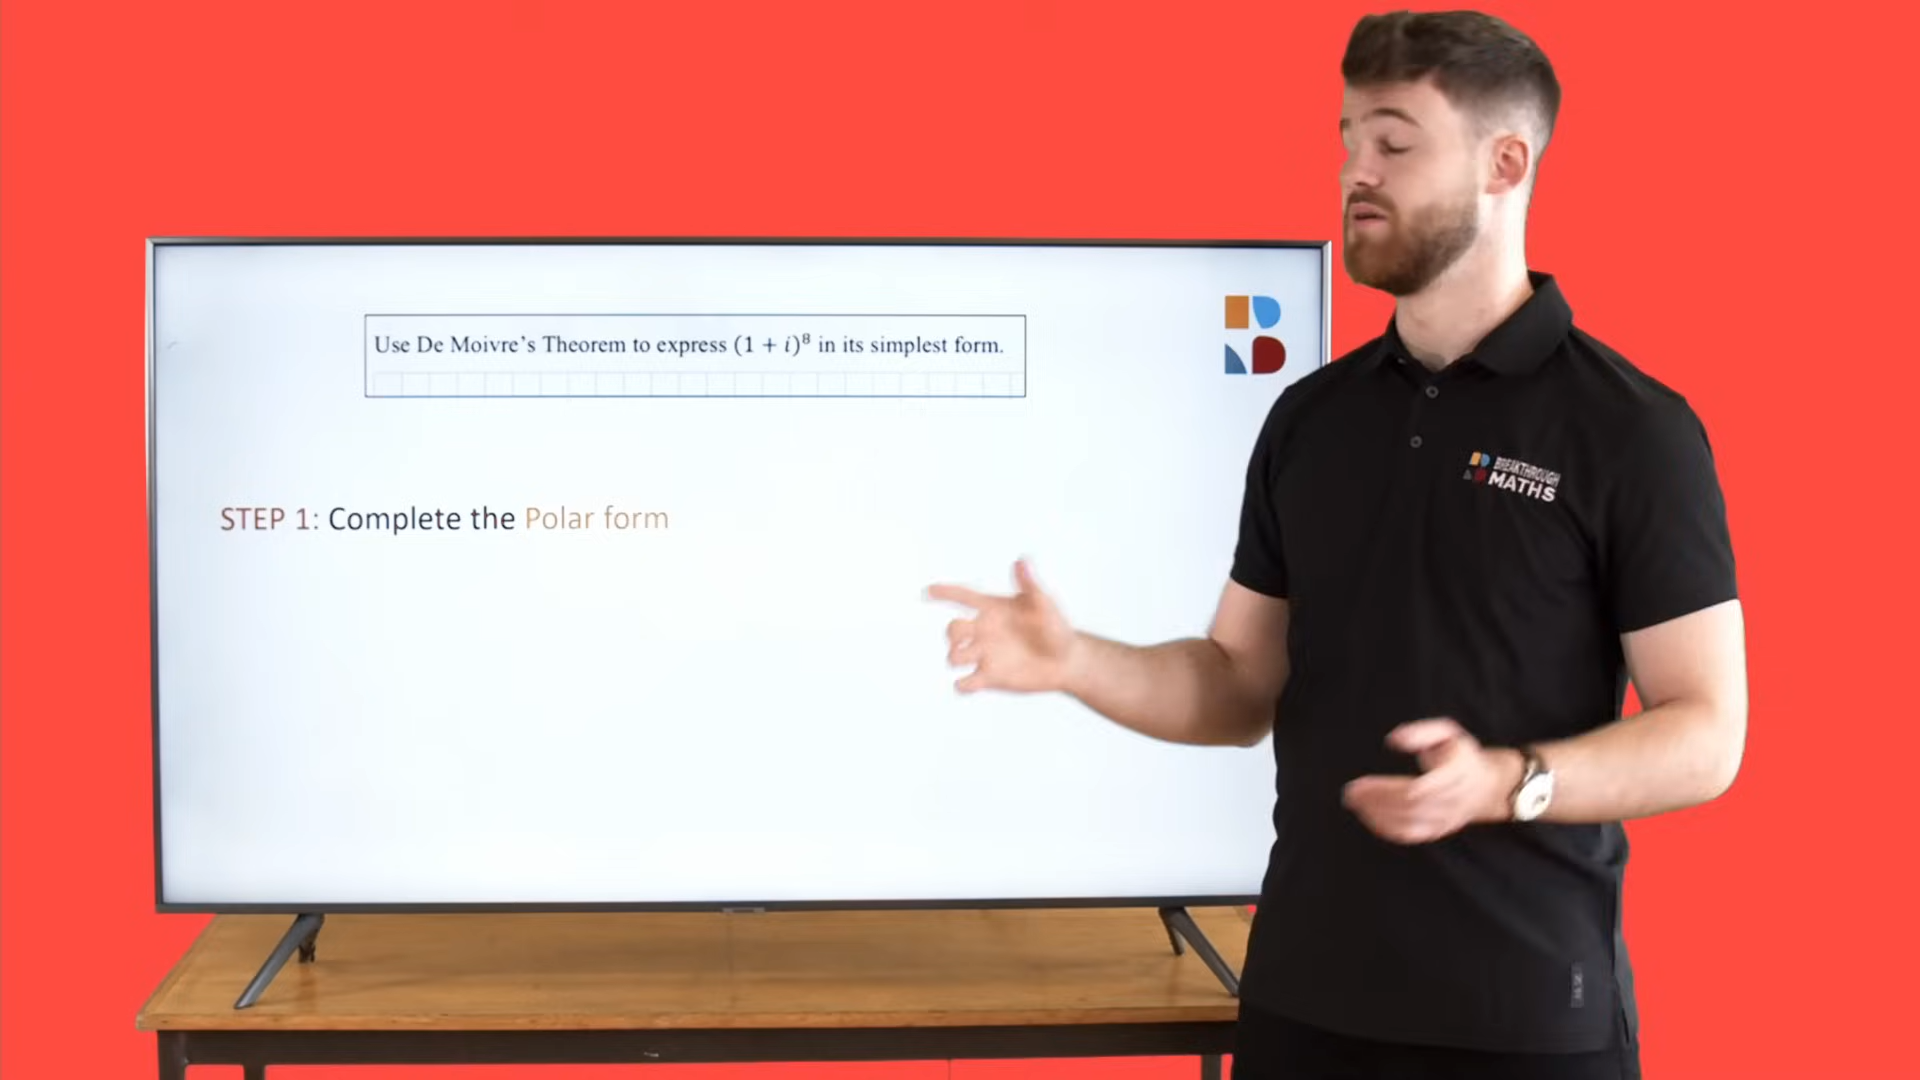 Use De Moivre's Theorem to express (1 + i)⁸ in its simplest form.
STEP 1: Complete the Polar form
BREAKTHROUGH
MATHS